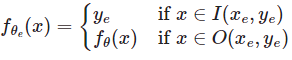 f_{θ_e}(x) = { y_e if x ∈ I(x_e, y_e)
f_θ(x) if x ∈ O(x_e, y_e)